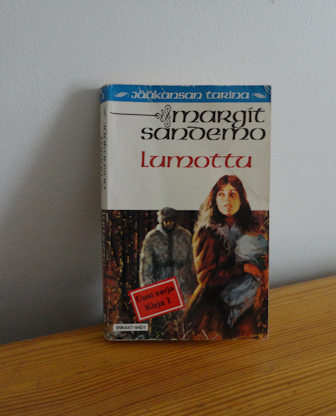 Jääkansan tarina
margit
sandemo
Lumottu
Uusi sarja
Kirja 1